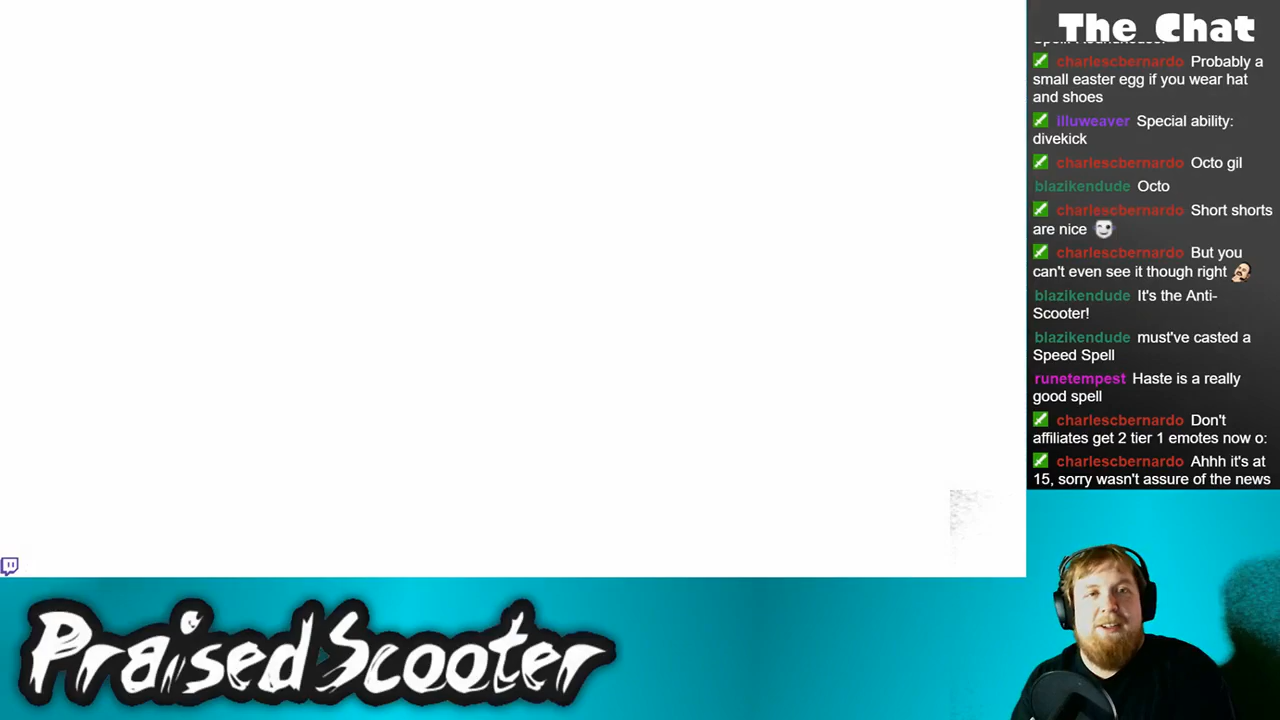 The Chat
charlescbernardo Probably a
small easter egg if you wear hat
and shoes
illuweaver Special ability:
divekick
charlescbernardo Octo gil
blazikendude Octo
charlescbernardo Short shorts
are nice
charlescbernardo But you
can't even see it though right
blazikendude It's the Anti-
Scooter!
blazikendude must've casted a
Speed Spell
runetempest Haste is a really
good spell
charlescbernardo Don't
affiliates get 2 tier 1 emotes now o:
charlescbernardo Ahhh it's at
15, sorry wasn't assure of the news
PraisedScooter